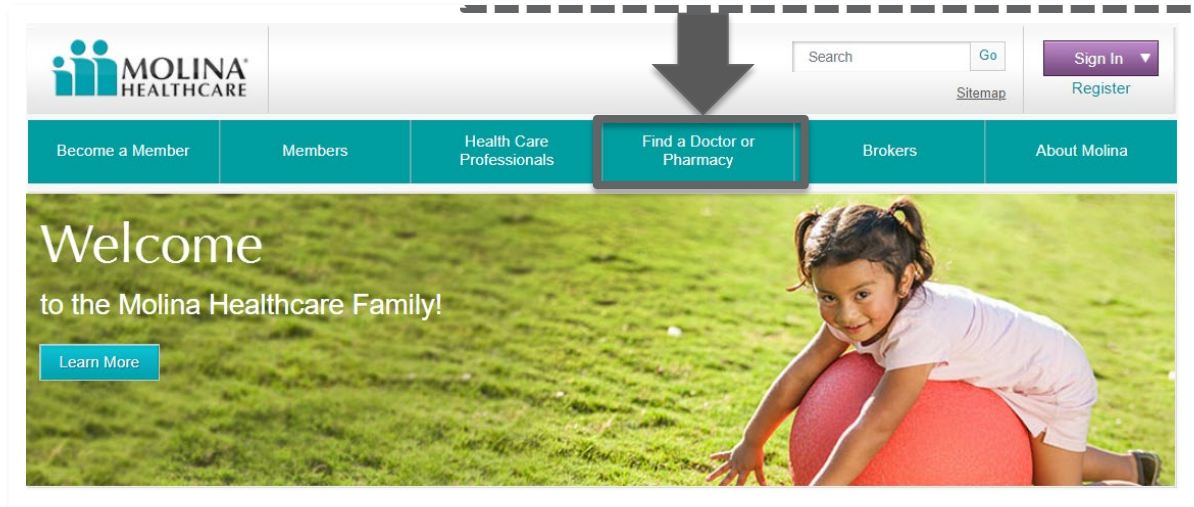 MOLINA®
HEALTHCARE
Search
Go
Sitemap
Sign In ▼
Register
Become a Member
Members
Health Care
Professionals
Find a Doctor or
Pharmacy
Brokers
About Molina
Welcome
to the Molina Healthcare Family!
Learn More